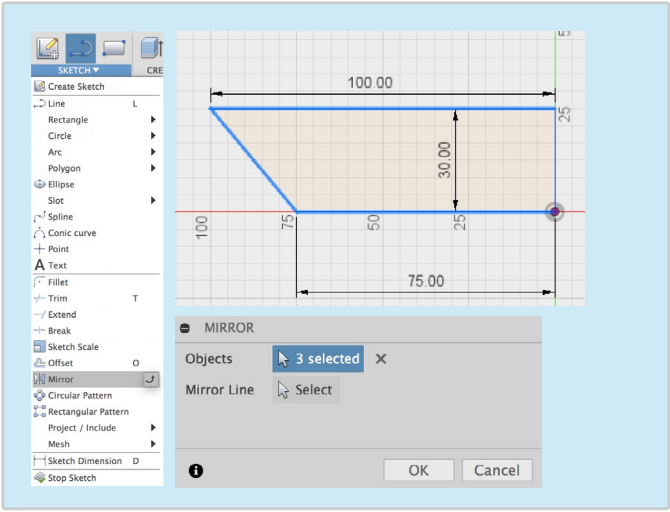 SKETCH ▼
CRE
Create Sketch
Line L
Rectangle
Circle
Arc
Polygon
Ellipse
Slot
Spline
Conic curve
Point
A Text
Fillet
Trim T
Extend
Break
Sketch Scale
Offset O
Mirror
Circular Pattern
Rectangular Pattern
Project / Include
Mesh
Sketch Dimension D
Stop Sketch
100.00
25
30.00
100
75
50
25
75.00
MIRROR
Objects 3 selected
Mirror Line Select
OK Cancel